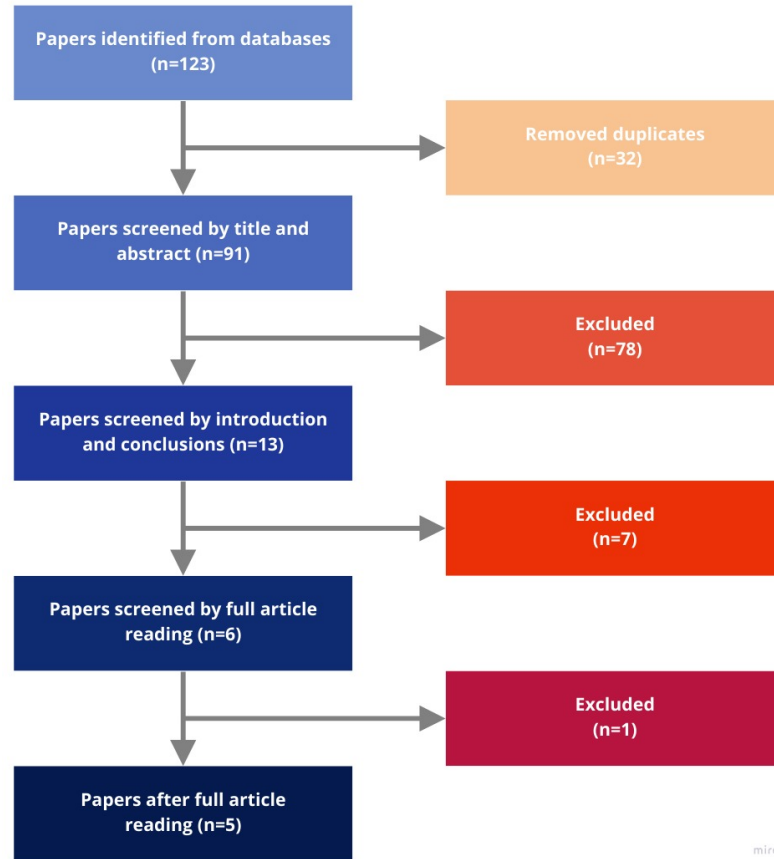 Papers identified from databases
(n=123)
Removed duplicates
(n=32)
Papers screened by title and
abstract (n=91)
Excluded
(n=78)
Papers screened by introduction
and conclusions (n=13)
Excluded
(n=7)
Papers screened by full article
reading (n=6)
Excluded
(n=1)
Papers after full article
reading (n=5)